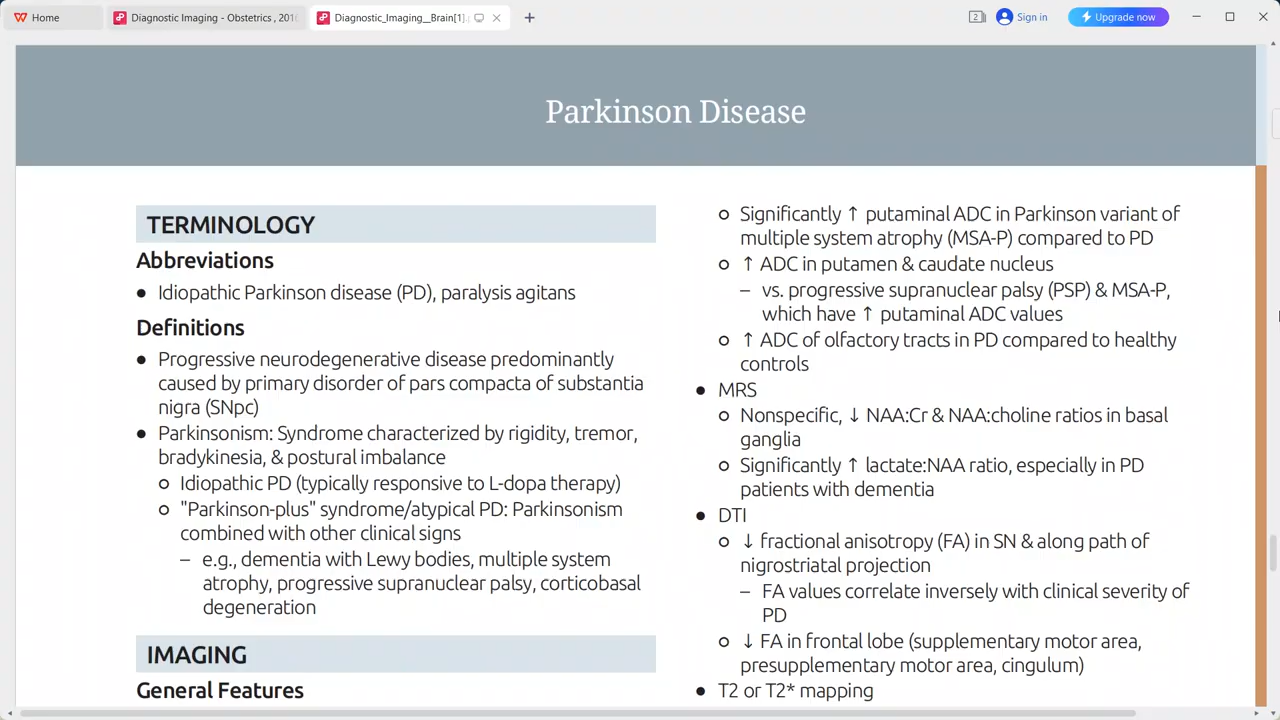 Home
Diagnostic Imaging - Obstetrics , 201
Diagnostic_Imaging__Brain[1].
2
Sign in
Upgrade now
Parkinson Disease
TERMINOLOGY
Abbreviations
● Idiopathic Parkinson disease (PD), paralysis agitans
Definitions
● Progressive neurodegenerative disease predominantly
caused by primary disorder of pars compacta of substantia
nigra (SNpc)
● Parkinsonism: Syndrome characterized by rigidity, tremor,
bradykinesia, & postural imbalance
○ Idiopathic PD (typically responsive to L-dopa therapy)
○ "Parkinson-plus" syndrome/atypical PD: Parkinsonism
combined with other clinical signs
– e.g., dementia with Lewy bodies, multiple system
atrophy, progressive supranuclear palsy, corticobasal
degeneration
IMAGING
General Features
○ Significantly ↑ putaminal ADC in Parkinson variant of
multiple system atrophy (MSA-P) compared to PD
○ ↑ ADC in putamen & caudate nucleus
– vs. progressive supranuclear palsy (PSP) & MSA-P,
which have ↑ putaminal ADC values
○ ↑ ADC of olfactory tracts in PD compared to healthy
controls
● MRS
○ Nonspecific, ↓ NAA:Cr & NAA:choline ratios in basal
ganglia
○ Significantly ↑ lactate:NAA ratio, especially in PD
patients with dementia
● DTI
○ ↓ fractional anisotropy (FA) in SN & along path of
nigrostriatal projection
– FA values correlate inversely with clinical severity of
PD
○ ↓ FA in frontal lobe (supplementary motor area,
presupplementary motor area, cingulum)
● T2 or T2* mapping